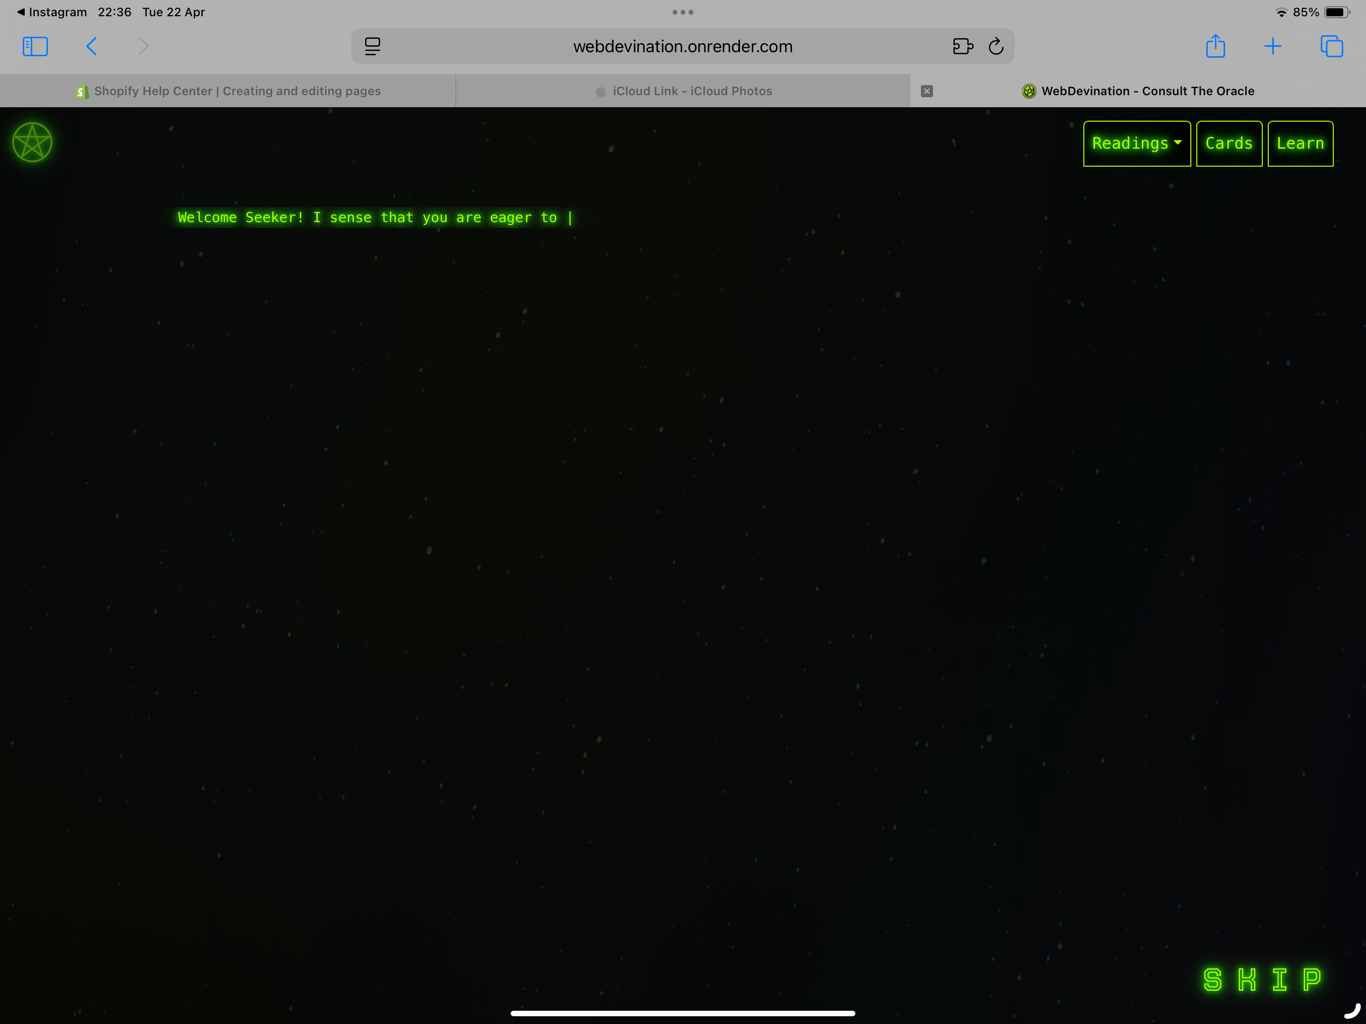 ◀ Instagram 22:36 Tue 22 Apr 85%
webdevination.onrender.com
Shopify Help Center | Creating and editing pages
iCloud Link - iCloud Photos
WebDevination - Consult The Oracle
Readings Cards Learn
Welcome Seeker! I sense that you are eager to |
SKIP